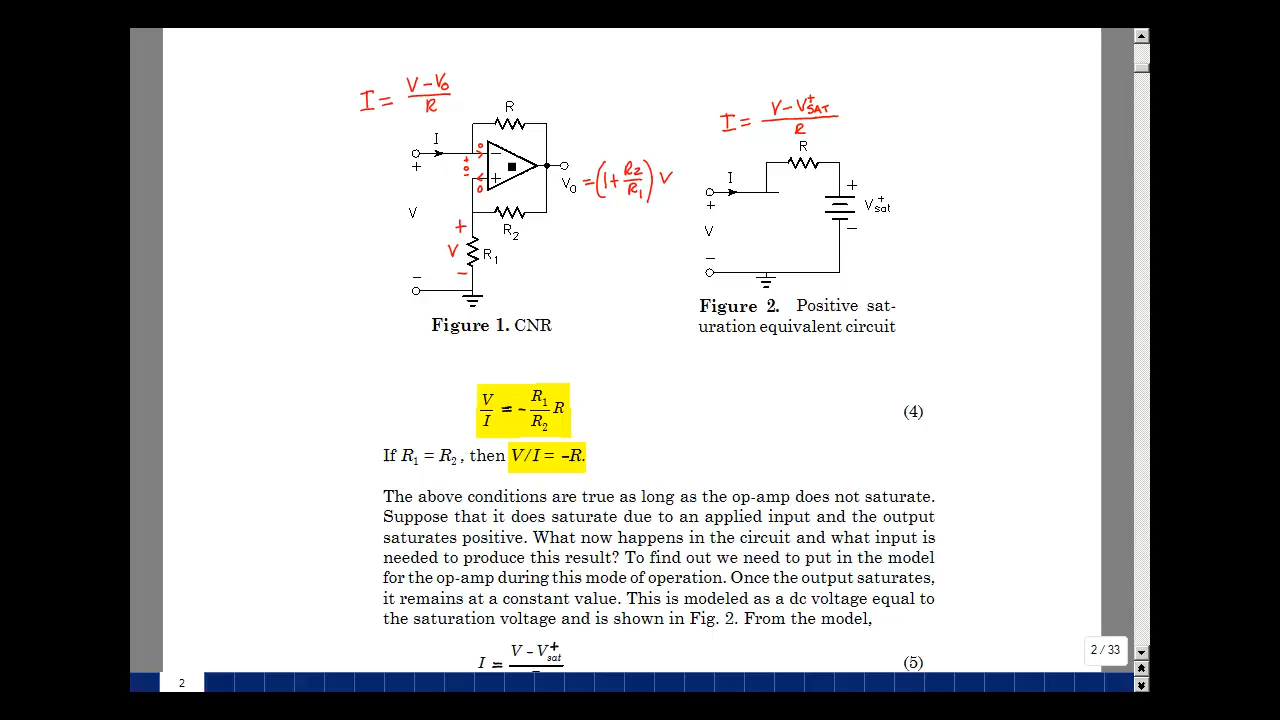 I = V - V₀ / R
R
I
+
V
-
0
+
0
-
0
-
+
V₀ = (1 + R₂/R₁) V
R₂
+
V
-
R₁
Figure 1. CNR
I = V - V⁺SAT / R
R
I
+
V
-
+
V⁺sat
-
Figure 2. Positive sat-
uration equivalent circuit
V/I = - R₁/R₂ R (4)
If R₁ = R₂, then V/I = –R.
The above conditions are true as long as the op-amp does not saturate.
Suppose that it does saturate due to an applied input and the output
saturates positive. What now happens in the circuit and what input is
needed to produce this result? To find out we need to put in the model
for the op-amp during this mode of operation. Once the output saturates,
it remains at a constant value. This is modeled as a dc voltage equal to
the saturation voltage and is shown in Fig. 2. From the model,
I = V - V⁺sat (5)
2 / 33
2